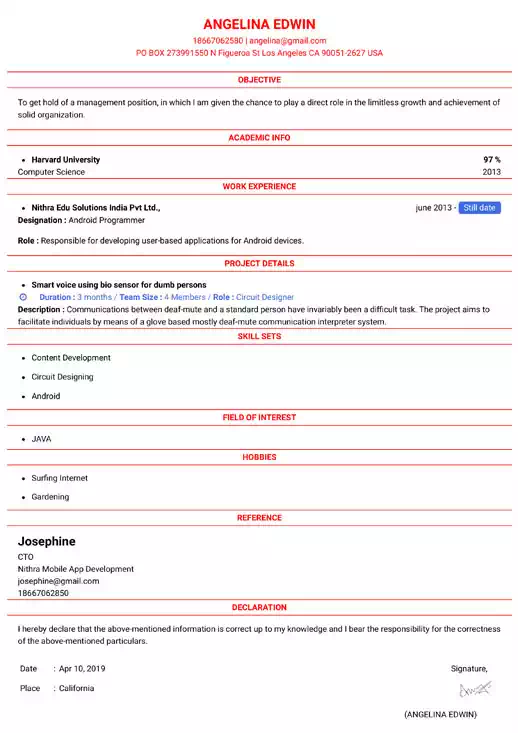 ANGELINA EDWIN
18667062580 | angelina@gmail.com
PO BOX 273991550 N Figueroa St Los Angeles CA 90051-2627 USA
OBJECTIVE
To get hold of a management position, in which I am given the chance to play a direct role in the limitless growth and achievement of
solid organization.
ACADEMIC INFO
• Harvard University 97 %
Computer Science 2013
WORK EXPERIENCE
• Nithra Edu Solutions India Pvt Ltd., june 2013 - Still date
Designation : Android Programmer
Role : Responsible for developing user-based applications for Android devices.
PROJECT DETAILS
• Smart voice using bio sensor for dumb persons
Duration : 3 months / Team Size : 4 Members / Role : Circuit Designer
Description : Communications between deaf-mute and a standard person have invariably been a difficult task. The project aims to
facilitate individuals by means of a glove based mostly deaf-mute communication interpreter system.
SKILL SETS
• Content Development
• Circuit Designing
• Android
FIELD OF INTEREST
• JAVA
HOBBIES
• Surfing Internet
• Gardening
REFERENCE
Josephine
CTO
Nithra Mobile App Development
josephine@gmail.com
18667062850
DECLARATION
I hereby declare that the above-mentioned information is correct up to my knowledge and I bear the responsibility for the correctness
of the above-mentioned particulars.
Date : Apr 10, 2019 Signature,
Place : California
(ANGELINA EDWIN)